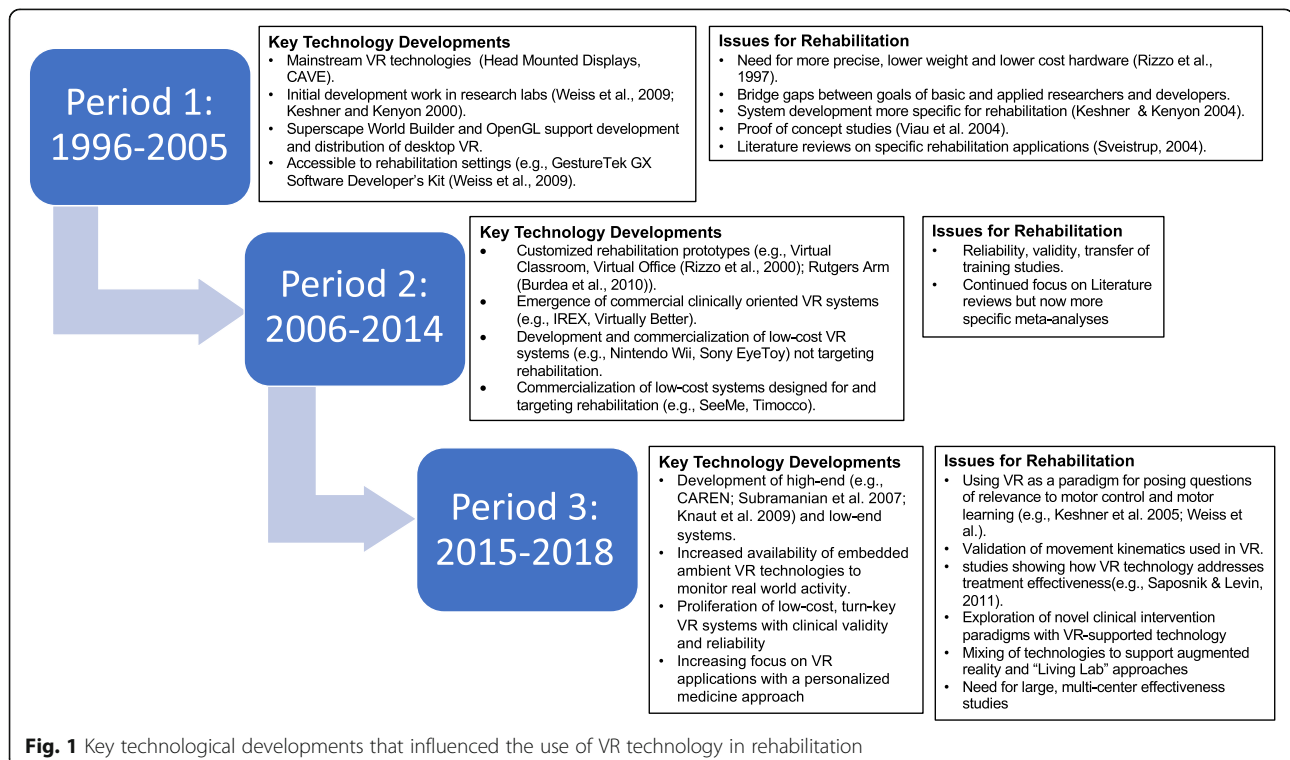 Period 1:
1996-2005
Key Technology Developments
• Mainstream VR technologies (Head Mounted Displays,
CAVE).
• Initial development work in research labs (Weiss et al., 2009;
Keshner and Kenyon 2000).
• Superscape World Builder and OpenGL support development
and distribution of desktop VR.
• Accessible to rehabilitation settings (e.g., GestureTek GX
Software Developer's Kit (Weiss et al., 2009).
Issues for Rehabilitation
• Need for more precise, lower weight and lower cost hardware (Rizzo et al.,
1997).
• Bridge gaps between goals of basic and applied researchers and developers.
• System development more specific for rehabilitation (Keshner & Kenyon 2004).
• Proof of concept studies (Viau et al. 2004).
• Literature reviews on specific rehabilitation applications (Sveistrup, 2004).
Period 2:
2006-2014
Key Technology Developments
• Customized rehabilitation prototypes (e.g., Virtual
Classroom, Virtual Office (Rizzo et al., 2000); Rutgers Arm
(Burdea et al., 2010)).
• Emergence of commercial clinically oriented VR systems
(e.g., IREX, Virtually Better).
• Development and commercialization of low-cost VR
systems (e.g., Nintendo Wii, Sony EyeToy) not targeting
rehabilitation.
• Commercialization of low-cost systems designed for and
targeting rehabilitation (e.g., SeeMe, Timocco).
Issues for Rehabilitation
• Reliability, validity, transfer of
training studies.
• Continued focus on Literature
reviews but now more
specific meta-analyses
Period 3:
2015-2018
Key Technology Developments
• Development of high-end (e.g.,
CAREN; Subramanian et al. 2007;
Knaut et al. 2009) and low-end
systems.
• Increased availability of embedded
ambient VR technologies to
monitor real world activity.
• Proliferation of low-cost, turn-key
VR systems with clinical validity
and reliability
• Increasing focus on VR
applications with a personalized
medicine approach
Issues for Rehabilitation
• Using VR as a paradigm for posing questions
of relevance to motor control and motor
learning (e.g., Keshner et al. 2005; Weiss et
al.).
• Validation of movement kinematics used in VR.
• studies showing how VR technology addresses
treatment effectiveness(e.g., Saposnik & Levin,
2011).
• Exploration of novel clinical intervention
paradigms with VR-supported technology
• Mixing of technologies to support augmented
reality and “Living Lab” approaches
• Need for large, multi-center effectiveness
studies
Fig. 1 Key technological developments that influenced the use of VR technology in rehabilitation